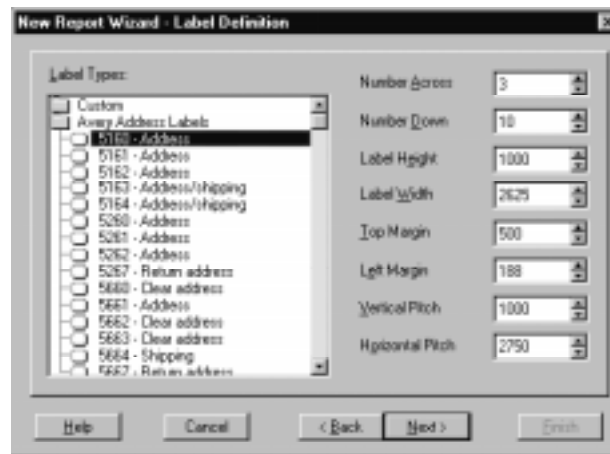 New Report Wizard - Label Definition
Label Types:
Custom
Avery Address Labels
5160 - Address
5161 - Address
5162 - Address
5163 - Address/shipping
5164 - Address/shipping
5260 - Address
5261 - Address
5262 - Address
5267 - Return address
5660 - Clear address
5661 - Address
5662 - Clear address
5663 - Clear address
5664 - Shipping
5667 - Return address
Number Across 3
Number Down 10
Label Height 1000
Label Width 2625
Top Margin 500
Left Margin 188
Vertical Pitch 1000
Horizontal Pitch 2750
Help
Cancel
< Back
Next >
Finish